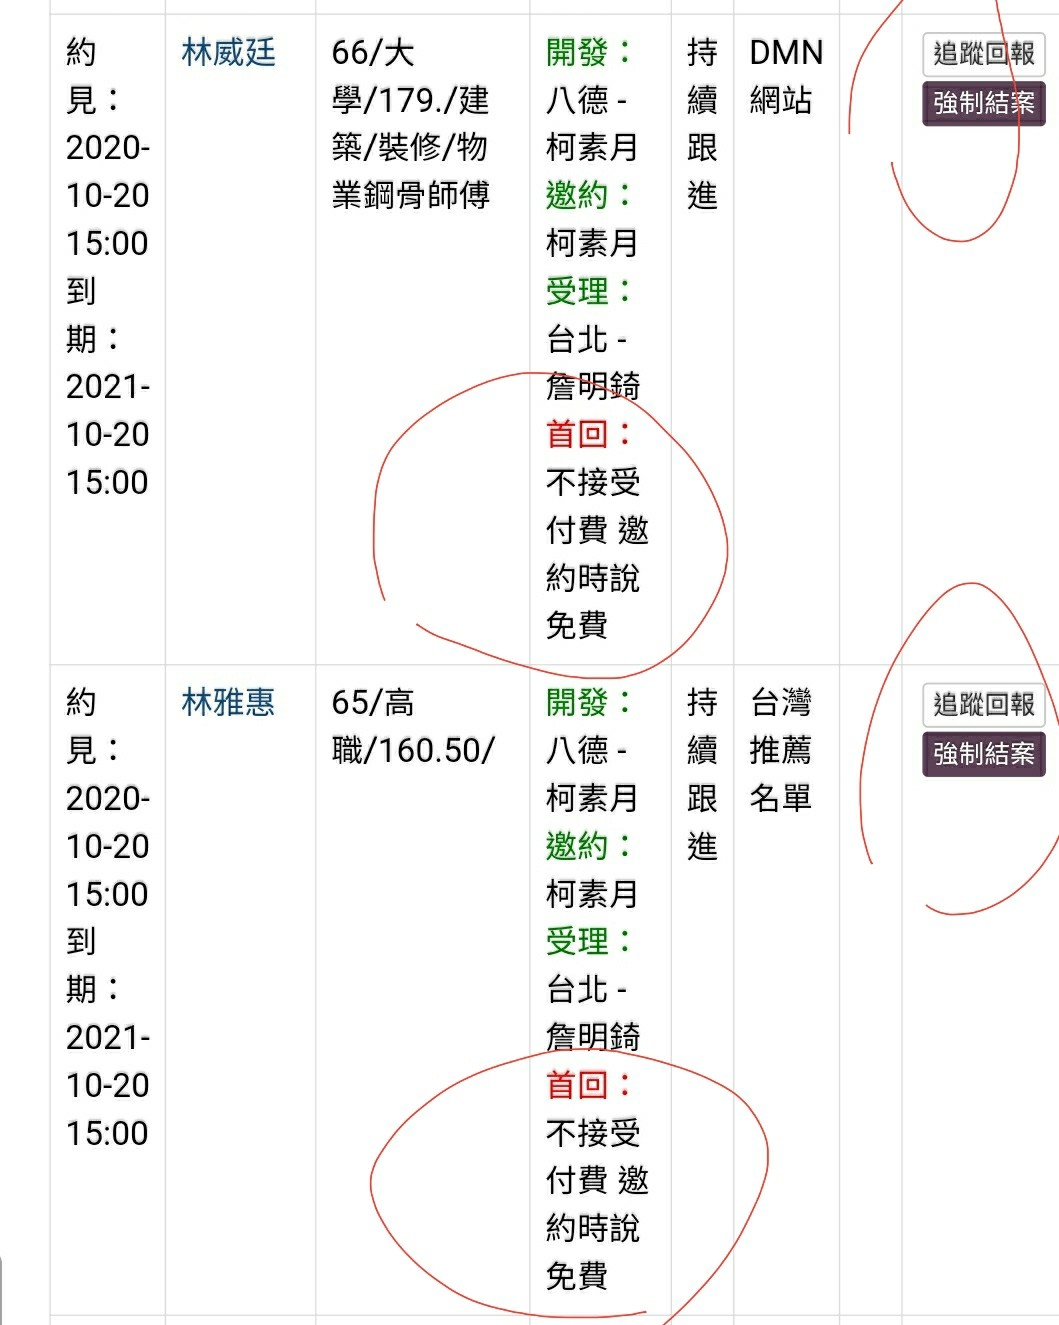 約
見：
2020-
10-20
15:00
到
期：
2021-
10-20
15:00
林威廷
66/大
學/179./建
築/裝修/物
業鋼骨師傅
開發：
八德 -
柯素月
邀約：
柯素月
受理：
台北 -
詹明錡
首回：
不接受
付費 邀
約時說
免費
持
續
跟
進
DMN
網站
追蹤回報
強制結案
約
見：
2020-
10-20
15:00
到
期：
2021-
10-20
15:00
林雅惠
65/高
職/160.50/
開發：
八德 -
柯素月
邀約：
柯素月
受理：
台北 -
詹明錡
首回：
不接受
付費 邀
約時說
免費
持
續
跟
進
台灣
推薦
名單
追蹤回報
強制結案